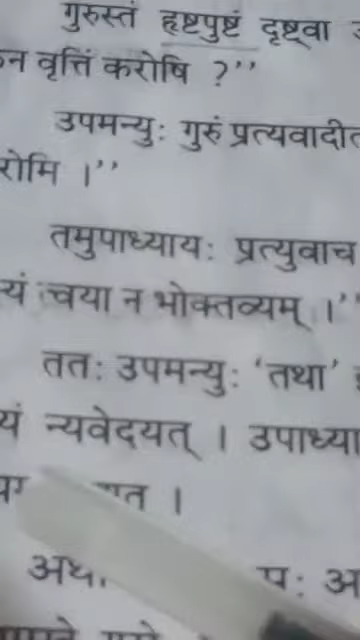 गुरुस्तं हृष्टपुष्टं दृष्ट्वा
वृत्तिं करोषि ?’’
उपमन्युः गुरुं प्रत्यवादीत
रोमि ।’’
तमुपाध्यायः प्रत्युवाच
यं त्वया न भोक्तव्यम् ।’’
ततः उपमन्युः ‘तथा’
यं न्यवेदयत् । उपाध्या